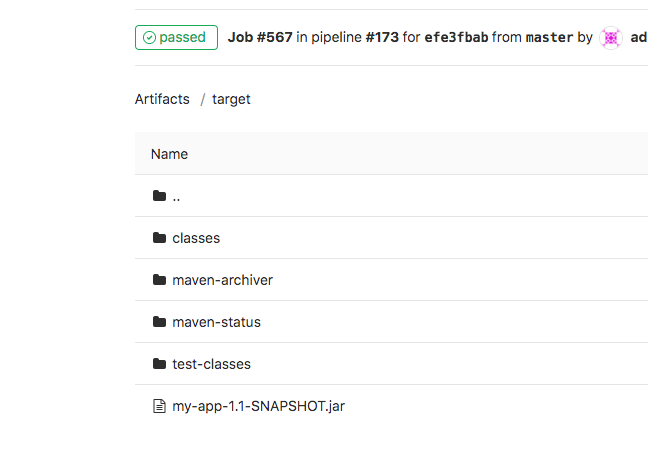 passed Job #567 in pipeline #173 for efe3fbab from master by ad
Artifacts / target
Name
..
classes
maven-archiver
maven-status
test-classes
my-app-1.1-SNAPSHOT.jar